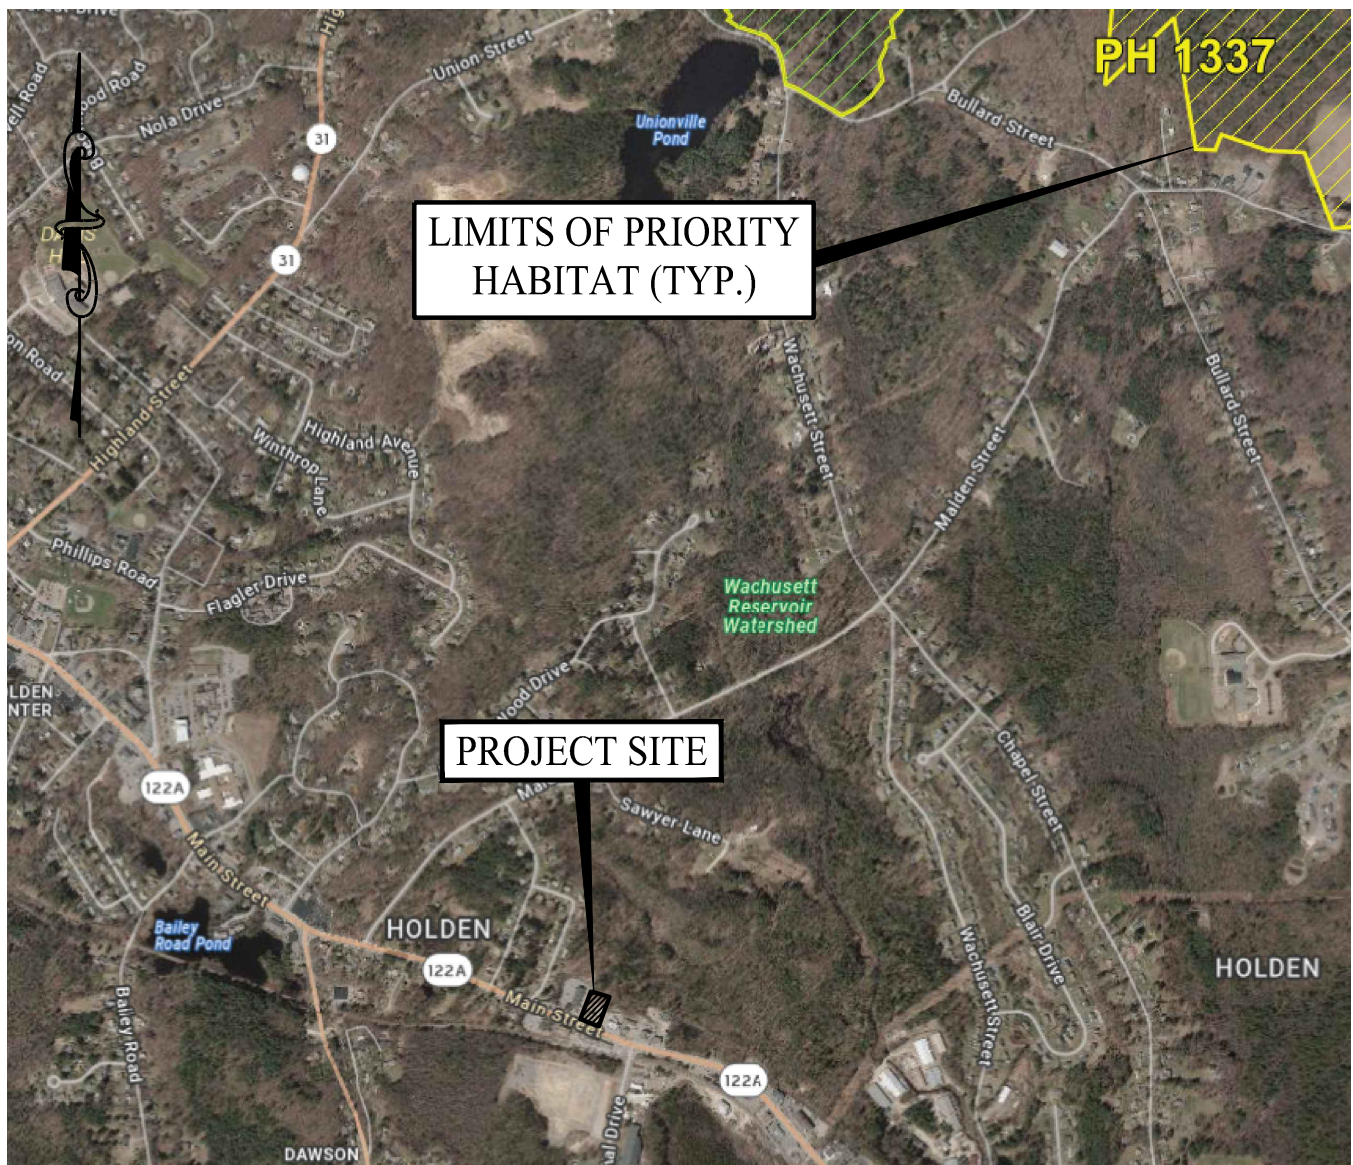 Union Street
Nola Drive
31
Unionville
Pond
PH 1337
Bullard Street
LIMITS OF PRIORITY
HABITAT (TYP.)
31
Highland Street
Winthrop
Lane
Highland Avenue
Wachusett Street
Malden Street
Bullard Street
Phillips Road
Flagler Drive
Wachusett
Reservoir
Watershed
PROJECT SITE
Sawyer Lane
Chapel Street
122A
Main Street
Bailey
Road Pond
HOLDEN
122A
Main Street
Bailey Road
Blair Drive
Wachusett Street
HOLDEN
122A
DAWSON